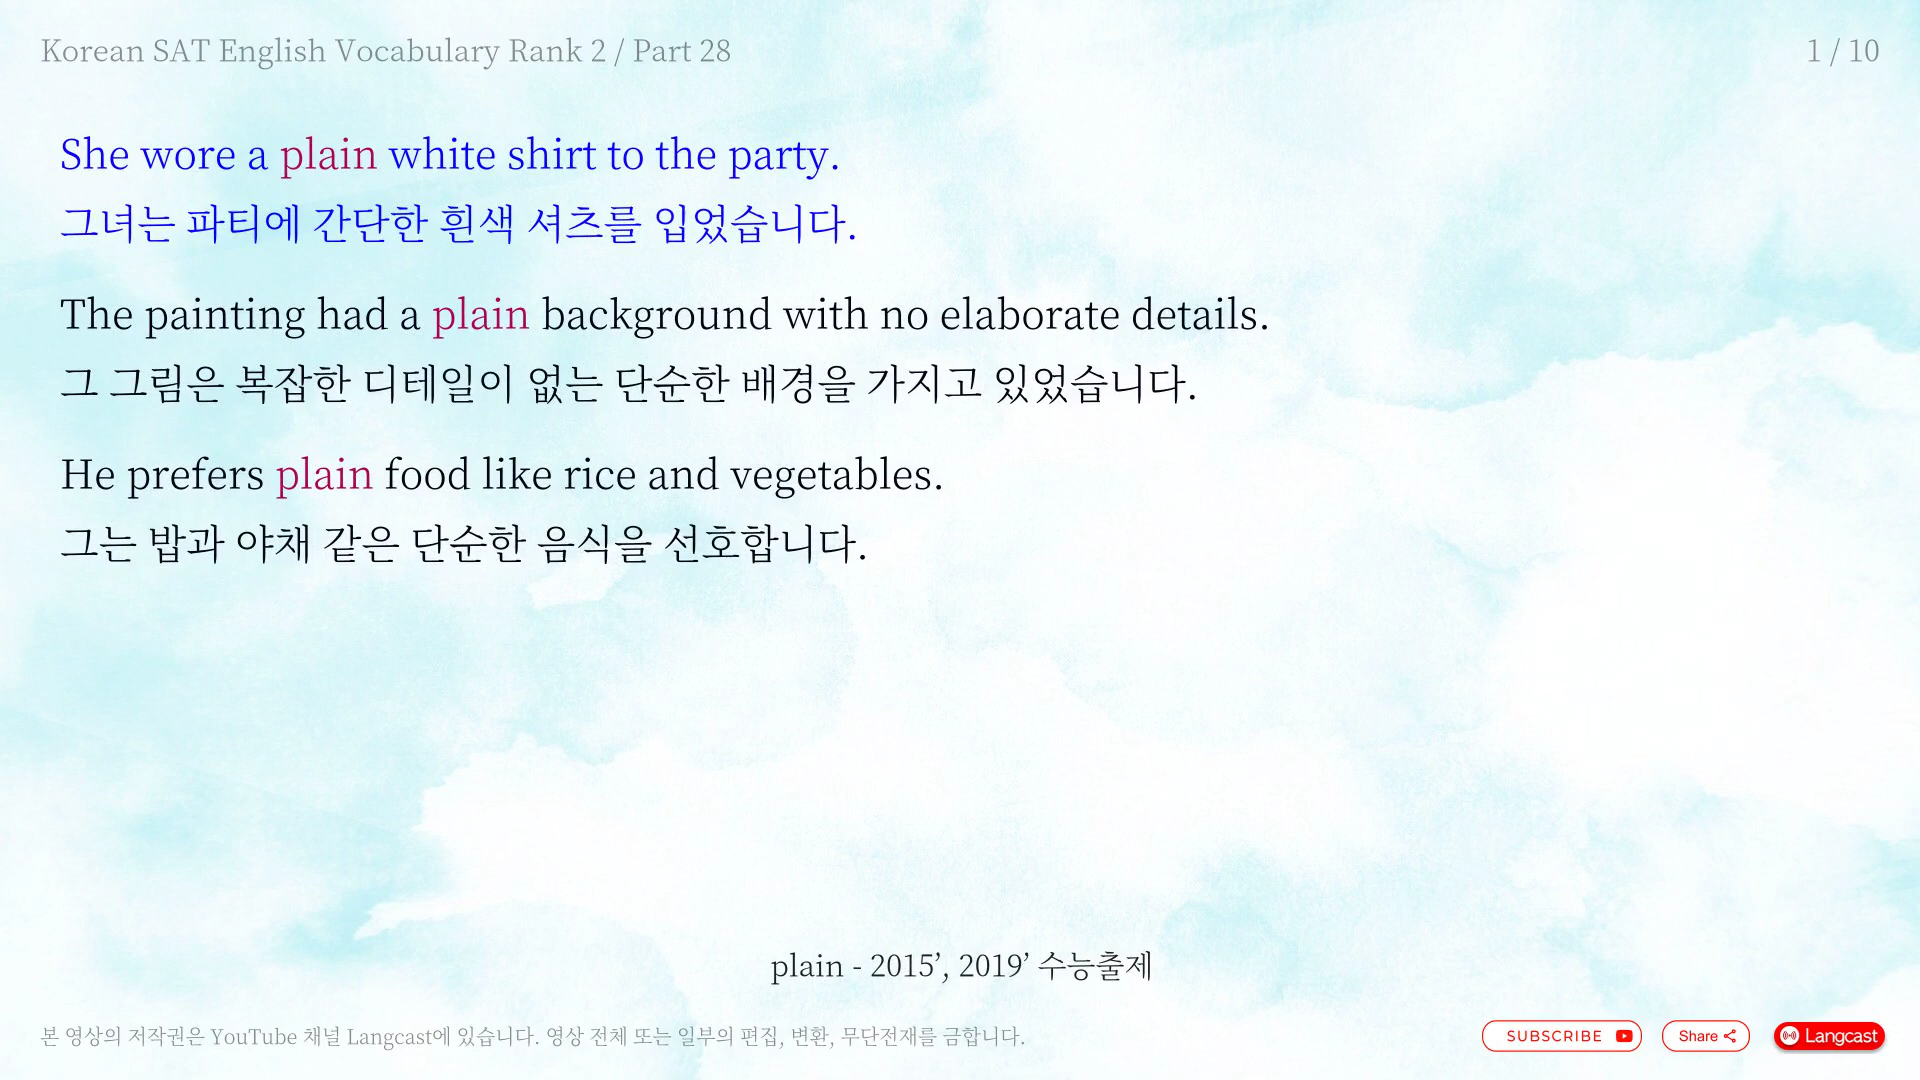 Korean SAT English Vocabulary Rank 2 / Part 28
1 / 10
She wore a plain white shirt to the party.
그녀는 파티에 간단한 흰색 셔츠를 입었습니다.
The painting had a plain background with no elaborate details.
그 그림은 복잡한 디테일이 없는 단순한 배경을 가지고 있었습니다.
He prefers plain food like rice and vegetables.
그는 밥과 야채 같은 단순한 음식을 선호합니다.
plain - 2015’, 2019’ 수능출제
본 영상의 저작권은 YouTube 채널 Langcast에 있습니다. 영상 전체 또는 일부의 편집, 변환, 무단전재를 금합니다.
SUBSCRIBE
Share
Langcast